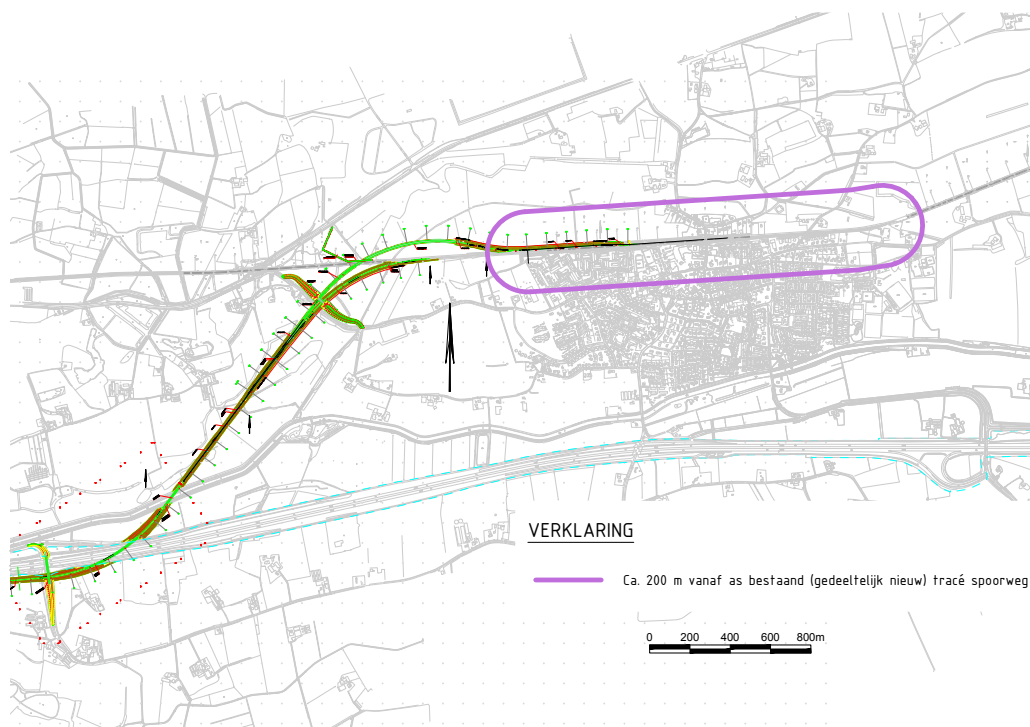 VERKLARING
Ca. 200 m vanaf as bestaand (gedeeltelijk nieuw) tracé spoorweg
0 200 400 600 800m